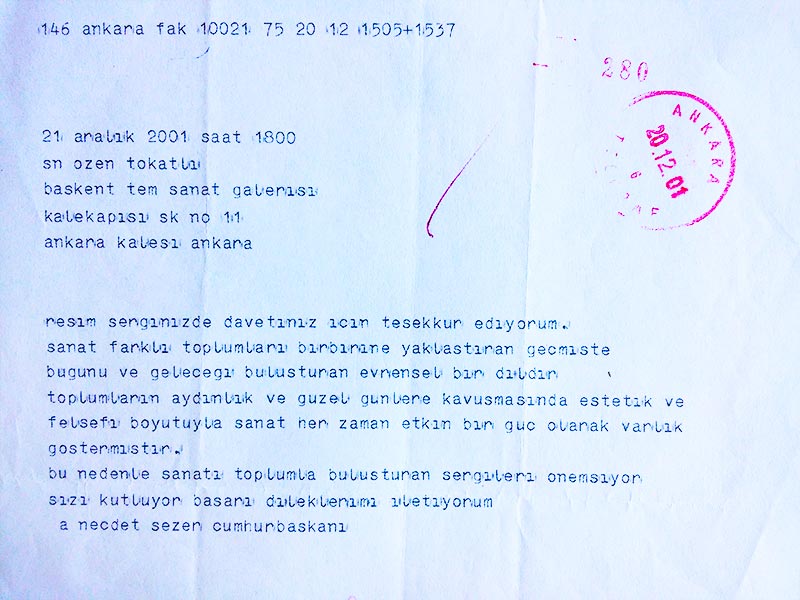 146 ankara fak 10021 75 20 12 1505+1537
280
ANKARA
20.12.01
21 aralık 2001 saat 1800
sn ozen tokatlı
baskent tem sanat galerısı
kalekapısı sk no 11
ankara kalesı ankara
resım sergınızde davetınız ıcın tesekkur edıyorum.
sanat farklı toplumları bırbırıne yaklastıran gecmıste
bugunu ve gelecegı bulusturan evrensel bır dıldır
toplumların aydınlık ve guzel gunlere kavusmasında estetık ve
felsefı boyutuyla sanat her zaman etkın bır guc olarak varlık
gostermıstır.
bu nedenle sanatı toplumla bulusturan sergılerı onemsıyor
sızı kutluyor basarı dıleklerımı ıletıyorum
a necdet sezer cumhurbaskanı